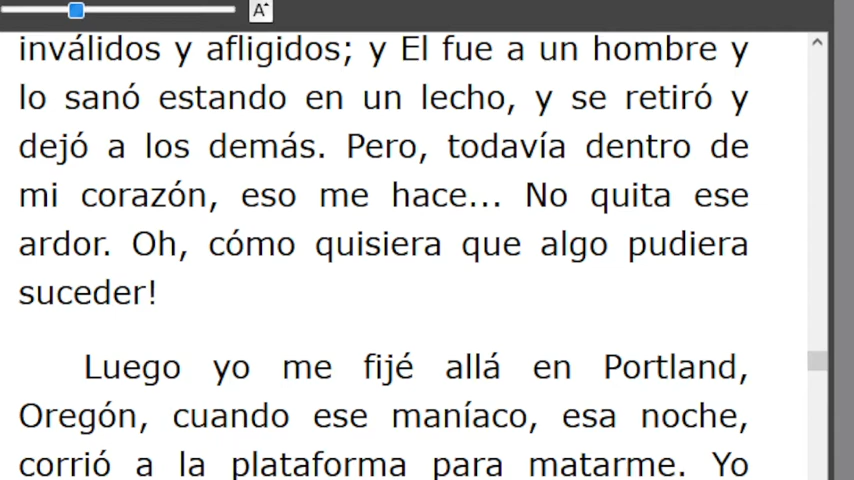 A
inválidos y afligidos; y El fue a un hombre y
lo sanó estando en un lecho, y se retiró y
dejó a los demás. Pero, todavía dentro de
mi corazón, eso me hace... No quita ese
ardor. Oh, cómo quisiera que algo pudiera
suceder!
Luego yo me fijé allá en Portland,
Oregón, cuando ese maníaco, esa noche,
corrió a la plataforma para matarme. Yo